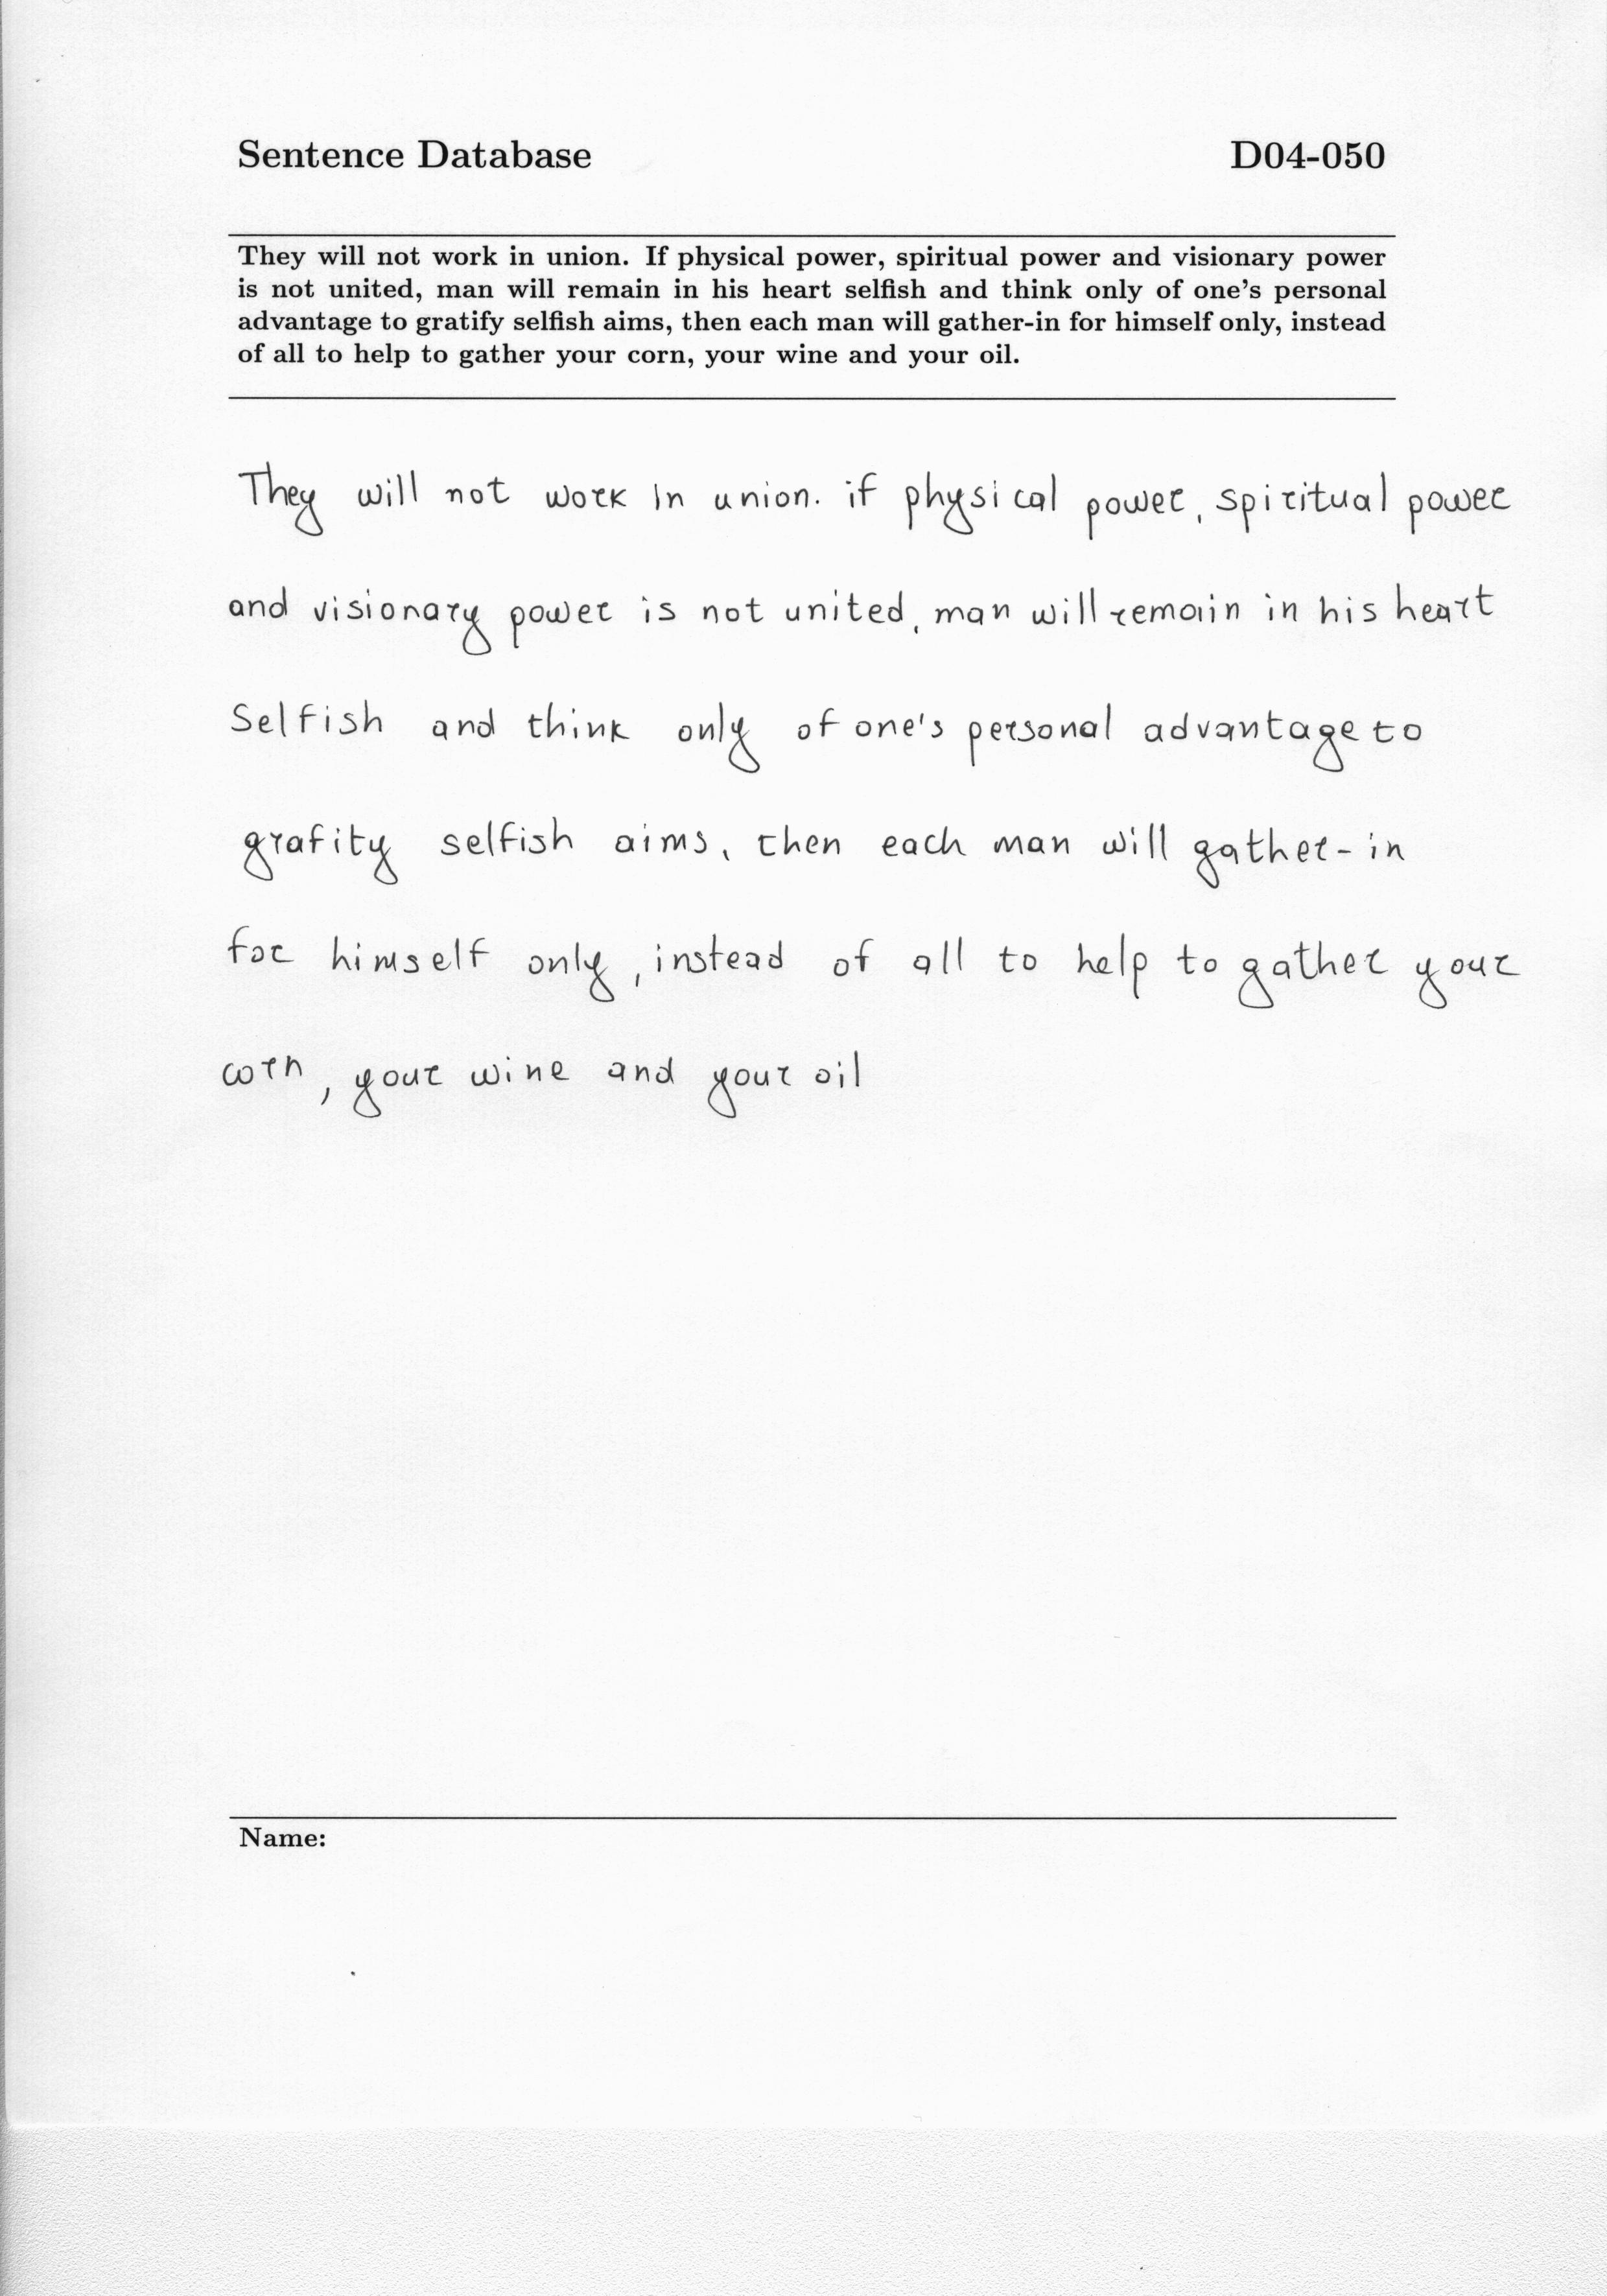 Sentence Database D04-050
They will not work in union. If physical power, spiritual power and visionary power
is not united, man will remain in his heart selfish and think only of one's personal
advantage to gratify selfish aims, then each man will gather-in for himself only, instead
of all to help to gather your corn, your wine and your oil.
They will not work in union. if physical power, spiritual power
and visionary power is not united, man will remain in his heart
Selfish and think only of one's personal advantage to
grafity selfish aims, then each man will gather-in
for himself only, instead of all to help to gather your
corn, your wine and your oil
Name: